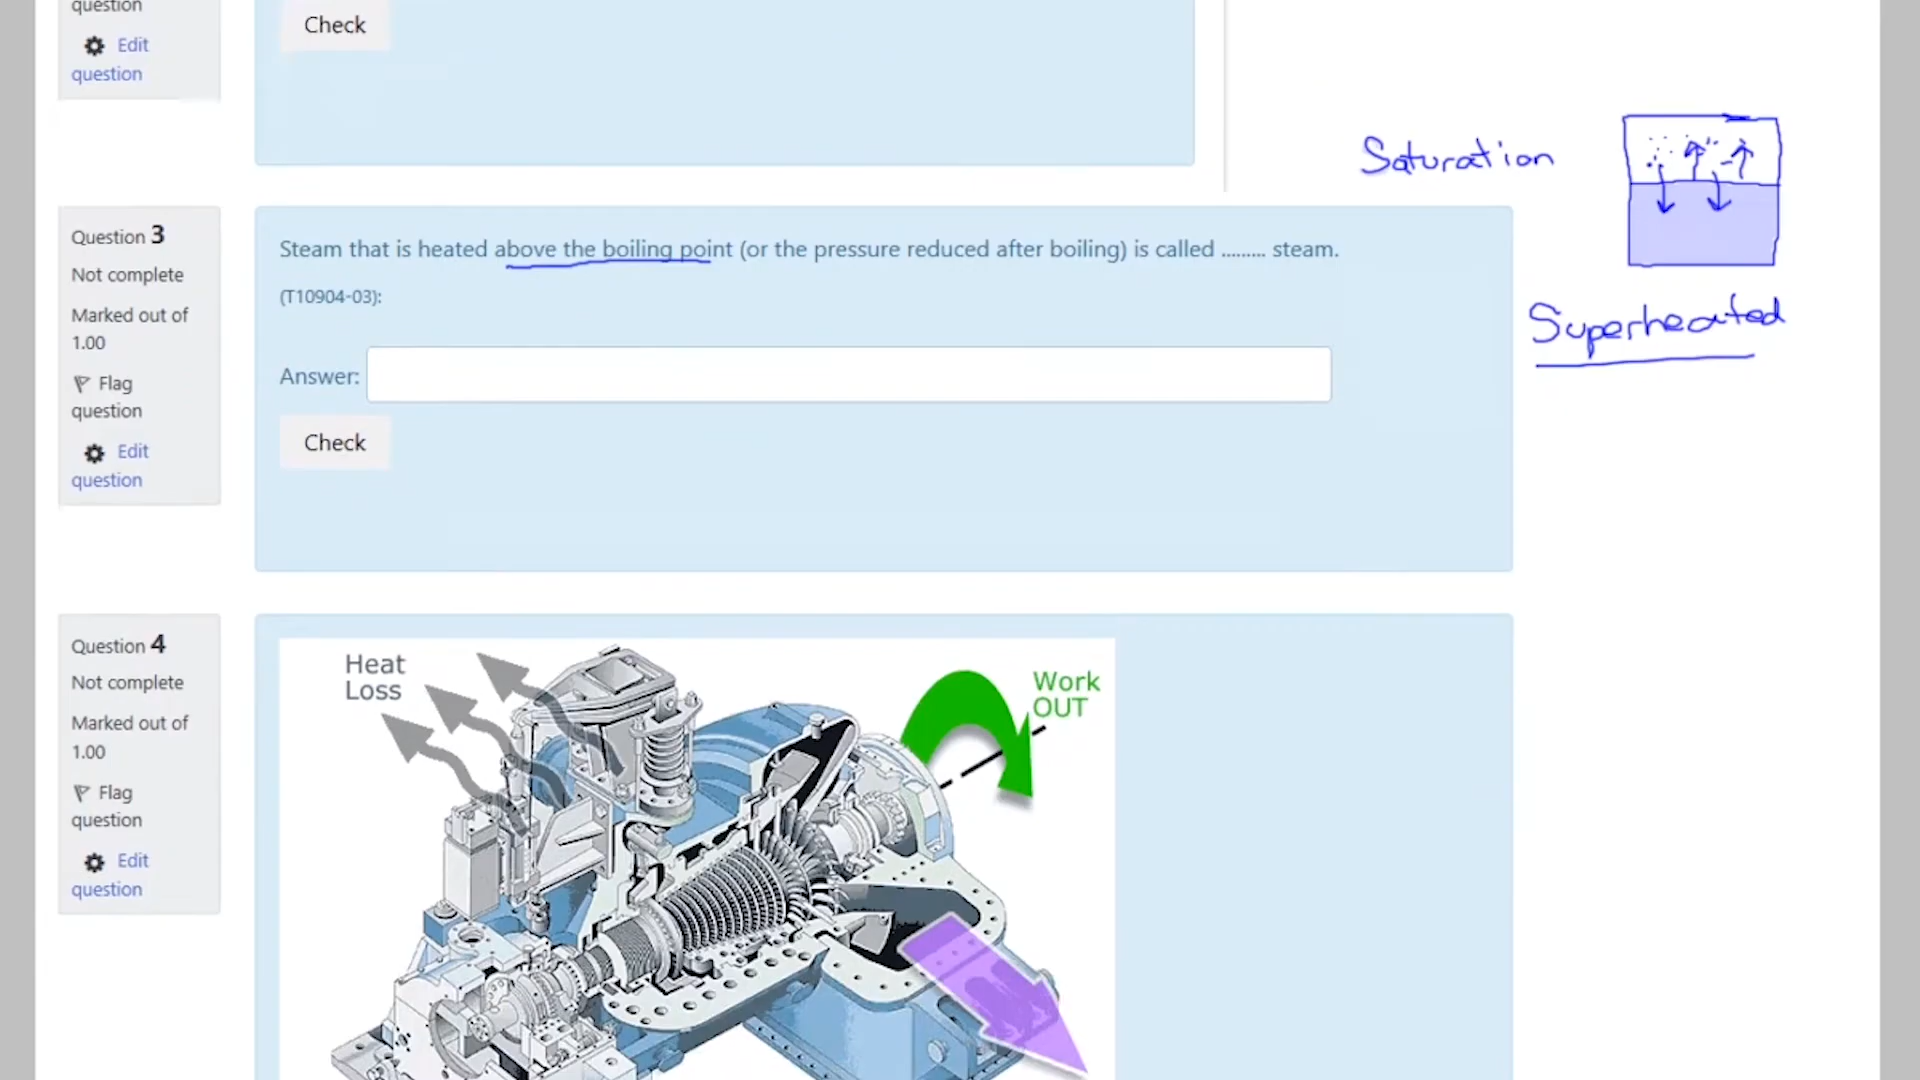 question
Edit
question
Check
Saturation
Question 3
Not complete
Marked out of
1.00
Flag
question
Edit
question
Steam that is heated above the boiling point (or the pressure reduced after boiling) is called ......... steam.
(T10904-03):
Answer:
Check
Superheated
Question 4
Not complete
Marked out of
1.00
Flag
question
Edit
question
Heat
Loss
Work
OUT